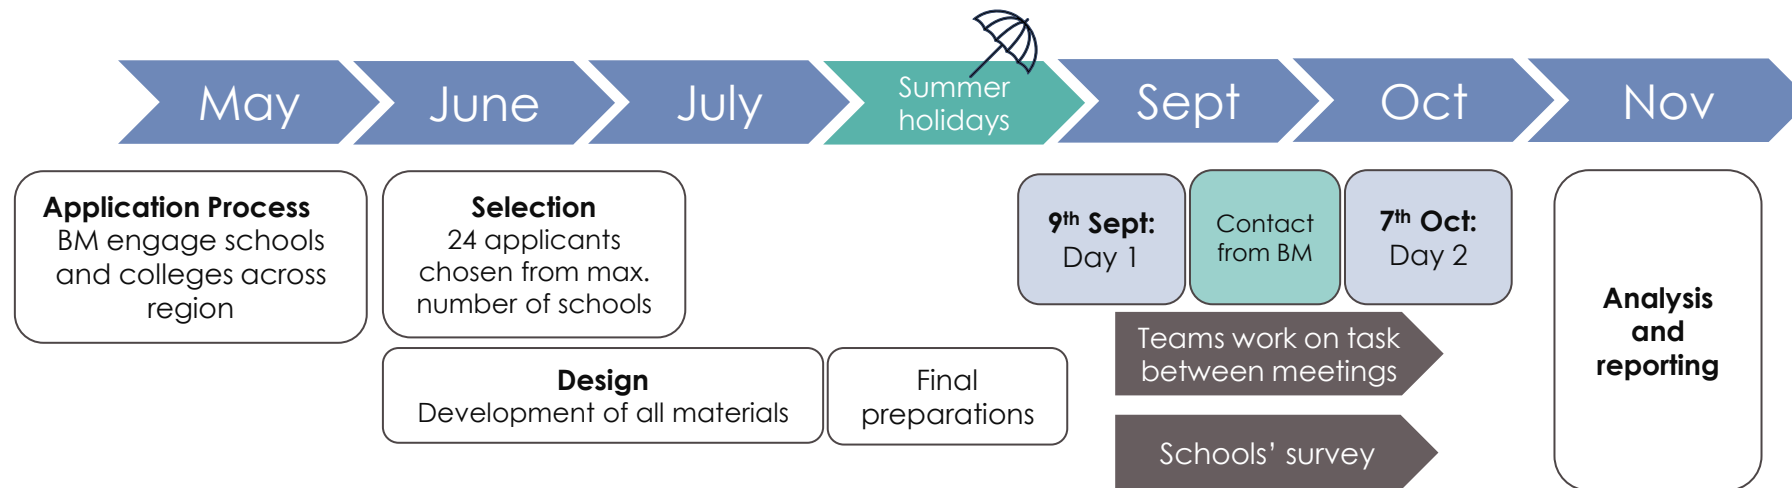 May
June
July
Summer
holidays
Sept
Oct
Nov
Application Process
BM engage schools
and colleges across
region
Selection
24 applicants
chosen from max.
number of schools
Design
Development of all materials
Final
preparations
9th Sept:
Day 1
Contact
from BM
7th Oct:
Day 2
Teams work on task
between meetings
Schools’ survey
Analysis
and
reporting